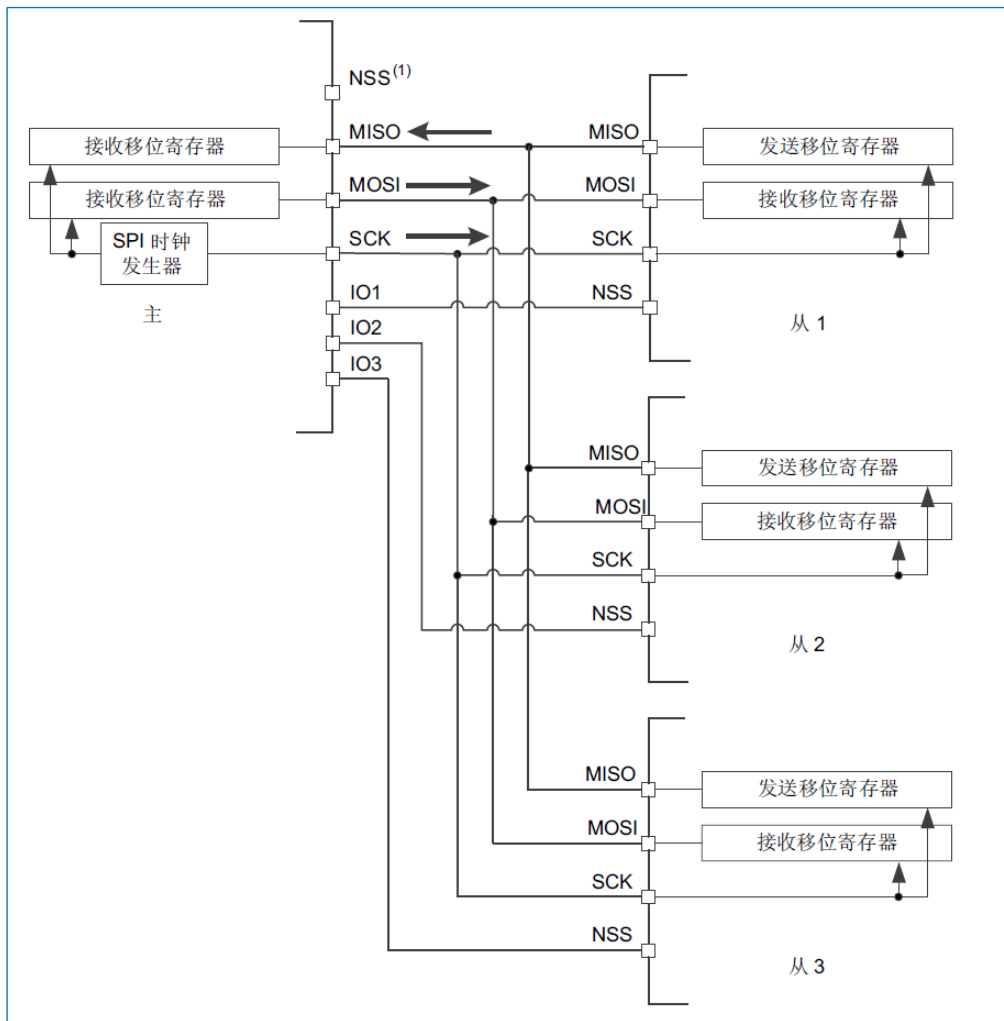 NSS(1)
MISO
MISO
接收移位寄存器
发送移位寄存器
MOSI
MOSI
接收移位寄存器
接收移位寄存器
SCK
SCK
SPI 时钟
发生器
IO1
NSS
主
从 1
IO2
IO3
MISO
发送移位寄存器
MOSI
接收移位寄存器
SCK
NSS
从 2
MISO
发送移位寄存器
MOSI
接收移位寄存器
SCK
NSS
从 3